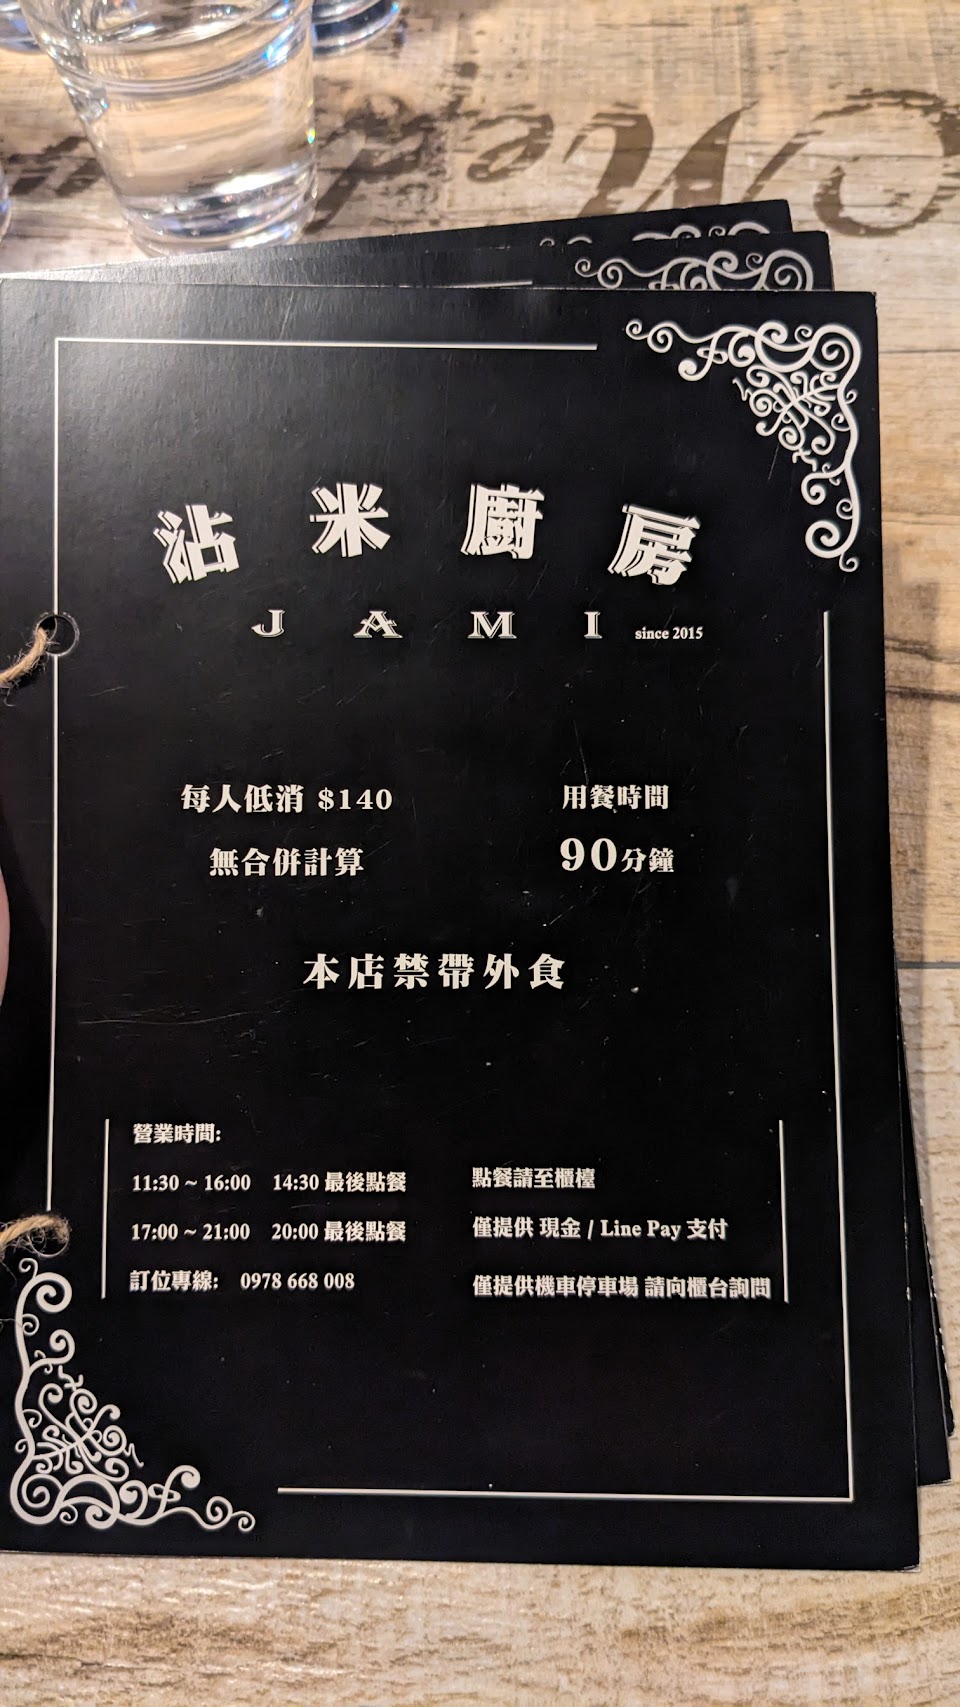 沾米廚房
JAMI since 2015
每人低消 $140
無合併計算
用餐時間
90分鐘
本店禁帶外食
營業時間:
11:30 ~ 16:00 14:30 最後點餐
17:00 ~ 21:00 20:00 最後點餐
訂位專線: 0978 668 008
點餐請至櫃檯
僅提供 現金 / Line Pay 支付
僅提供機車停車場 請向櫃台詢問